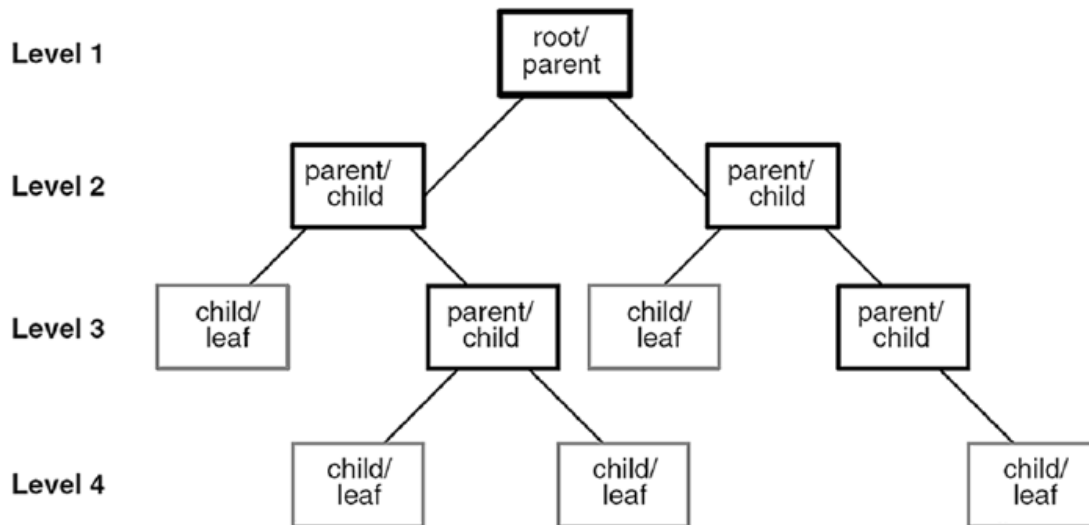 Level 1
root/
parent
Level 2
parent/
child
parent/
child
Level 3
child/
leaf
parent/
child
child/
leaf
parent/
child
Level 4
child/
leaf
child/
leaf
child/
leaf